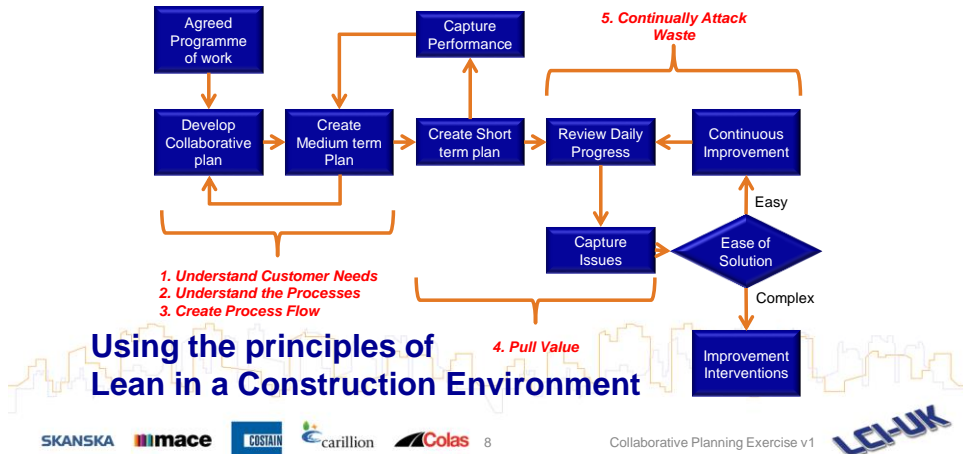 Agreed
Programme
of work
Capture
Performance
5. Continually Attack
Waste
Develop
Collaborative
plan
Create
Medium term
Plan
Create Short
term plan
Review Daily
Progress
Continuous
Improvement
Easy
Capture
Issues
Ease of
Solution
Complex
Improvement
Interventions
1. Understand Customer Needs
2. Understand the Processes
3. Create Process Flow
4. Pull Value
Using the principles of
Lean in a Construction Environment
SKANSKA
mace
COSTAIN
carillion
Colas
8
Collaborative Planning Exercise v1
LCI-UK